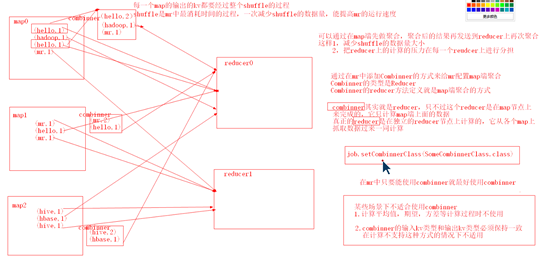 每一个map的输出的kv都要经过整个shuffle的过程
shuffle是mr中最消耗时间的过程，一次减少shuffle的数据量，能提高mr的运行速度
map0
combinner
(hello,1)
(hadoop,1)
(hello,1)
(mr,1)
(hello,2)
(hadoop,1)
(mr,1)
可以通过在map端先而聚合，聚合后的结果再发送到reducer上再次聚合
这样1，减少shuffle的数据量大小
2，把reducer上的计算的压力在每一个reeducer上进行分担
reducer0
通过在mr中添加Combinner的方式来给mr配置map端聚合
Combinner的类型是Reducer
Combinner的reducer方法定义就是map端聚合的方式
combinner其实就是reducer，只不过这个reducer是在map节点上
来完成的，它只计算map端上面的数据
真正的reducer是在独立的reducer节点上计算的，它从各个map上
抓取数据过来一同计算
map1
combinner
(mr,1)
(hello,1)
(mr,1)
(mr,2)
(hello,1)
job.setCombinnerClass(SomeCombinnerClass.class)
在mr中只要能使用combinner就最好使用combinner
reducer1
map2
combinner
(hive,1)
(hbase,1)
(hive,1)
(hive,2)
(hbase,1)
某些场景下不适合使用combinner
1.计算平均值，期望，方差等计算过程时不使用
2.combinner的输入kv类型和输出kv类型必须保持一致
在计算不支持这种方式的情况下不适用